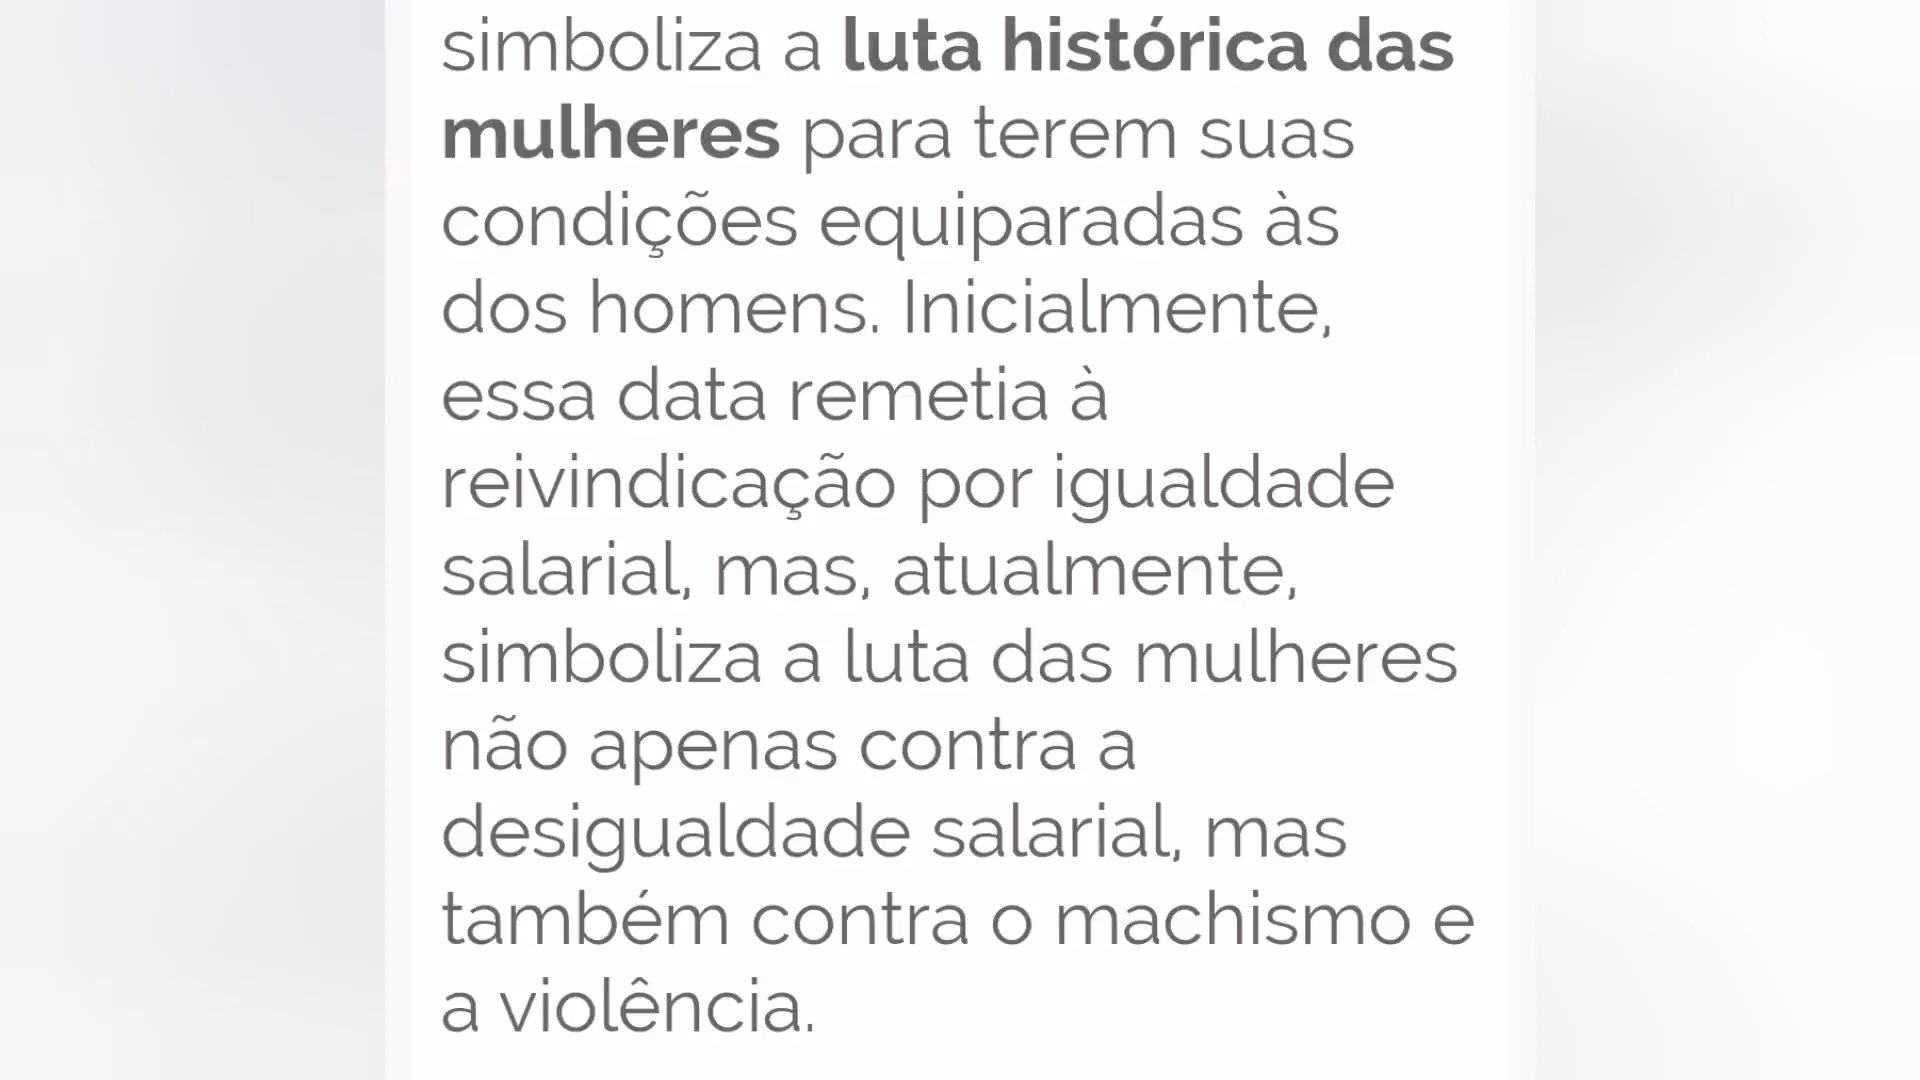 simboliza a luta histórica das
mulheres para terem suas
condições equiparadas às
dos homens. Inicialmente,
essa data remetia à
reivindicação por igualdade
salarial, mas, atualmente,
simboliza a luta das mulheres
não apenas contra a
desigualdade salarial, mas
também contra o machismo e
a violência.